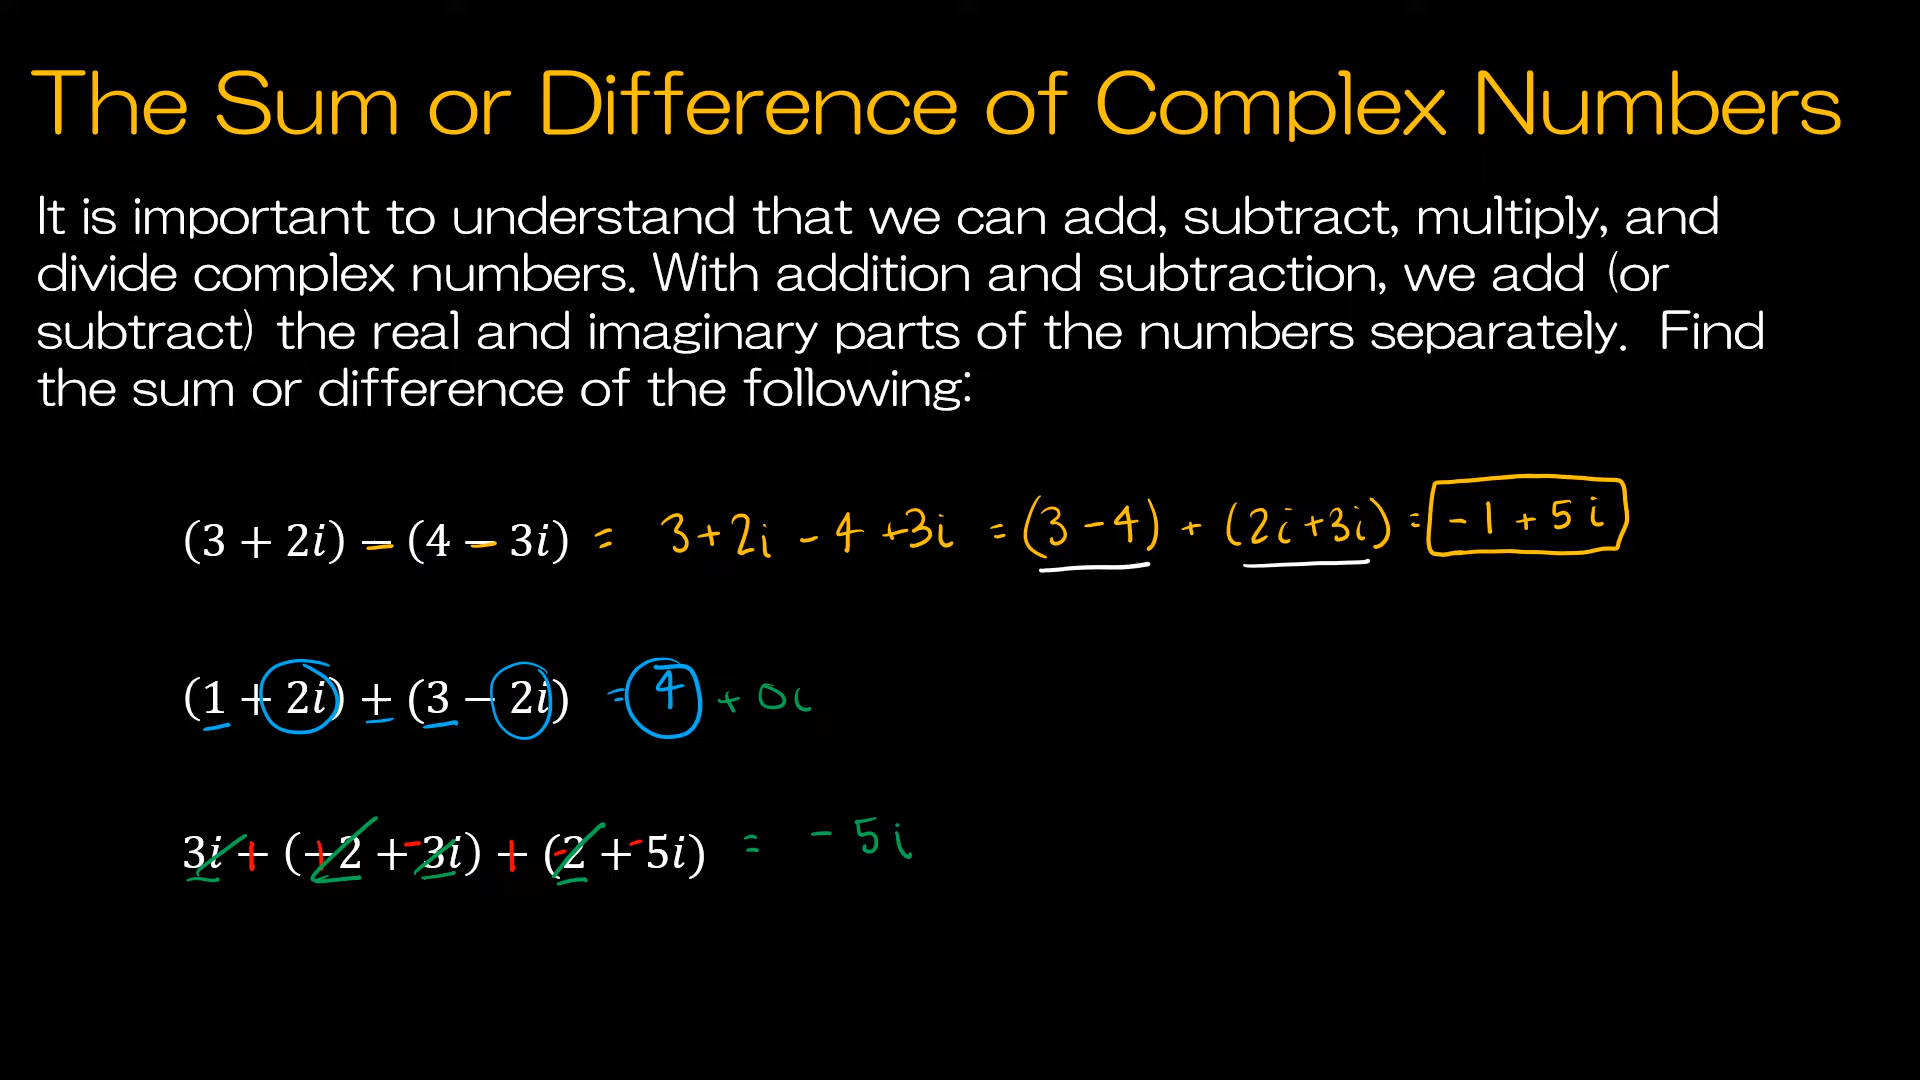 The Sum or Difference of Complex Numbers
It is important to understand that we can add, subtract, multiply, and
divide complex numbers. With addition and subtraction, we add (or
subtract) the real and imaginary parts of the numbers separately. Find
the sum or difference of the following:
(3 + 2i) − (4 − 3i) = 3+2i - 4 +3i = (3 - 4) + (2i+3i) = -1 + 5i
(1 + 2i) + (3 − 2i) = 4 + 0i
3i + (+2 + -3i) + (-2 + -5i) = -5i